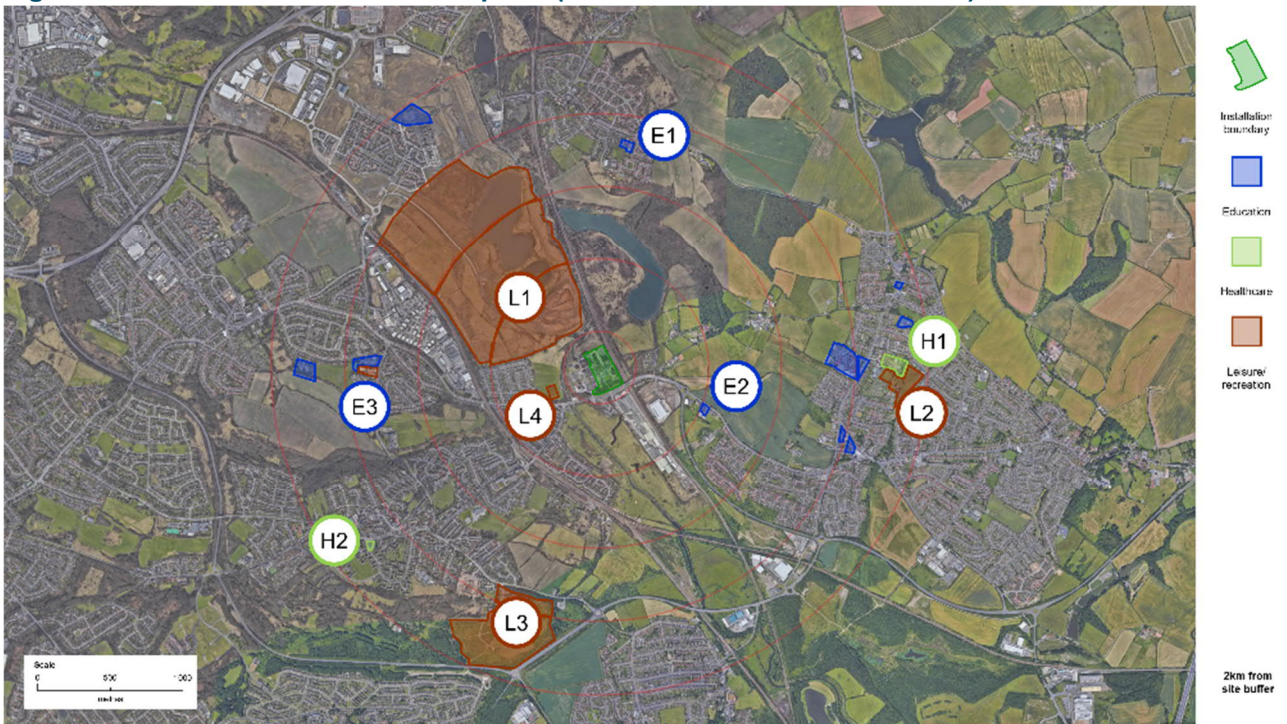 E1
L1
H1
E2
L4
L2
E3
H2
L3
Scale
0 500 1000
metres
Installation
boundary
Education
Healthcare
Leisure/
recreation
2km from
site buffer